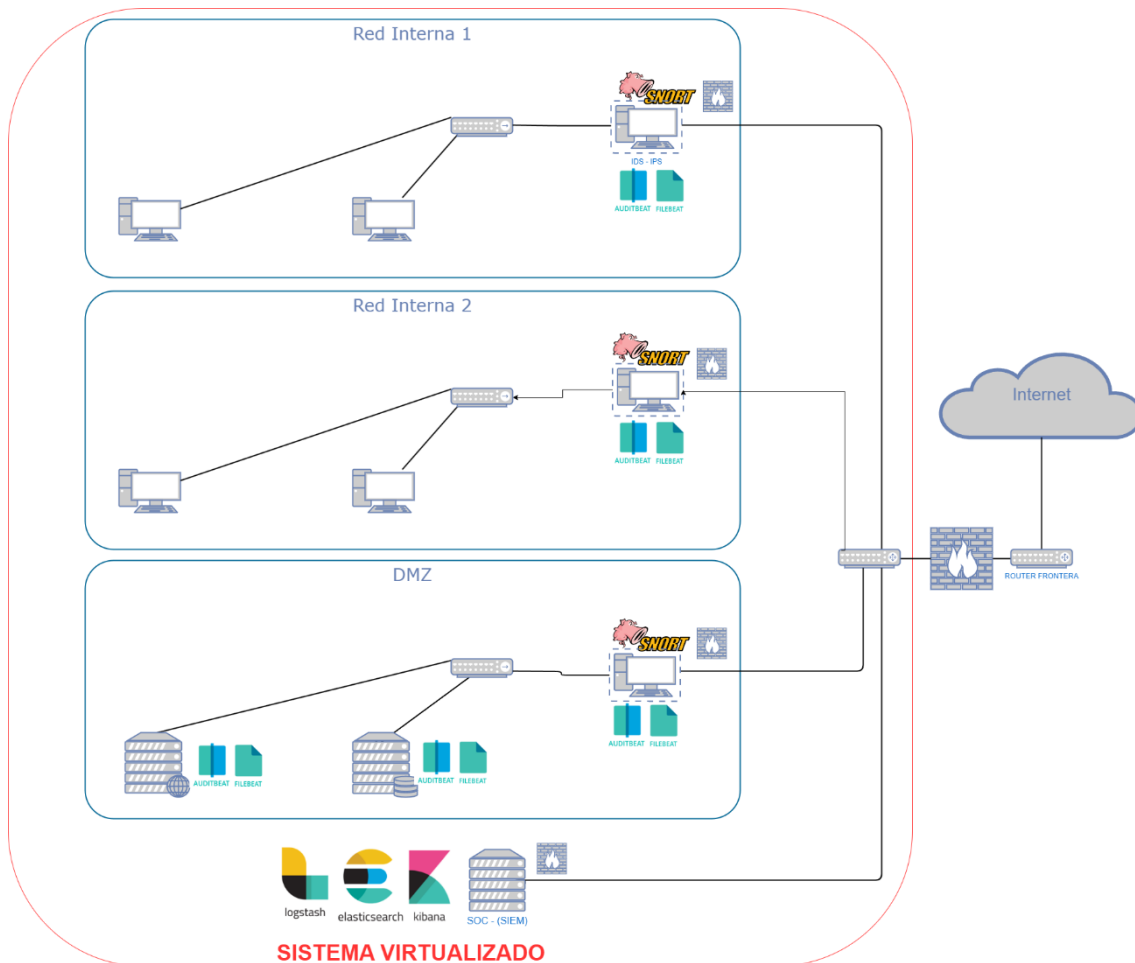 Red Interna 1
SNORT
IDS - IPS
AUDITBEAT
FILEBEAT
Red Interna 2
SNORT
AUDITBEAT
FILEBEAT
Internet
ROUTER FRONTERA
DMZ
SNORT
AUDITBEAT
FILEBEAT
AUDITBEAT
FILEBEAT
AUDITBEAT
FILEBEAT
logstash
elasticsearch
kibana
SOC - (SIEM)
SISTEMA VIRTUALIZADO